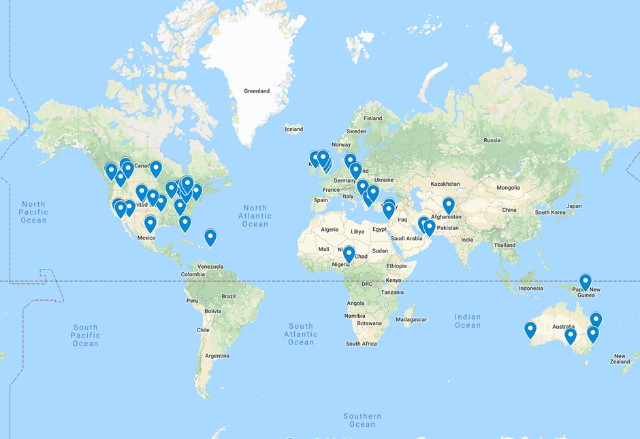 Greenland
Iceland
Finland
Sweden
Norway
Russia
Canad
Germany
Ukraine
France
Italy
Spain
Kazakhstan
Mongolia
North
Pacific
Ocean
North
Atlantic
Ocean
Japan
South Korea
China
Afghanistan
Iraq
Pakistan
Algeria
Libya
Egypt
Saudi Arabia
India
Mexico
Mali
Chad
Sudan
Thailand
Nigeria
Ethiopia
Venezuela
Colombia
DRC
Kenya
Indonesia
Papua New
Guinea
Tanzania
Brazil
Peru
Angola
Bolivia
Namibia
Botswana
Madagascar
South
Pacific
Ocean
South
Atlantic
Ocean
Indian
Ocean
Chile
Australia
South Africa
Argentina
New
Zealand
Southern
Ocean